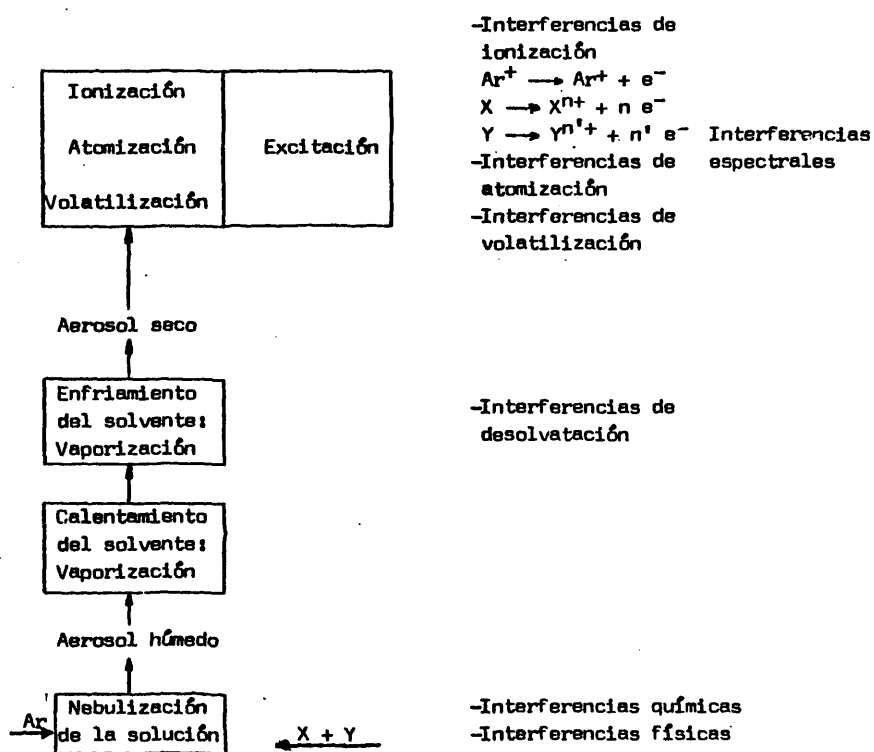 -Interferencias de
ionización
Ar⁺ → Ar⁺ + e⁻
X → Xⁿ⁺ + n e⁻
Y → Yⁿ'⁺ + n' e⁻ Interferencias
-Interferencias de espectrales
atomización
-Interferencias de
volatilización
Ionización
Atomización Excitación
Volatilización
Aerosol seco
Enfriamiento
del solvente:
Vaporización
-Interferencias de
desolvatación
Calentamiento
del solvente:
Vaporización
Aerosol húmedo
Nebulización
de la solución
Ar
X + Y
-Interferencias químicas
-Interferencias físicas